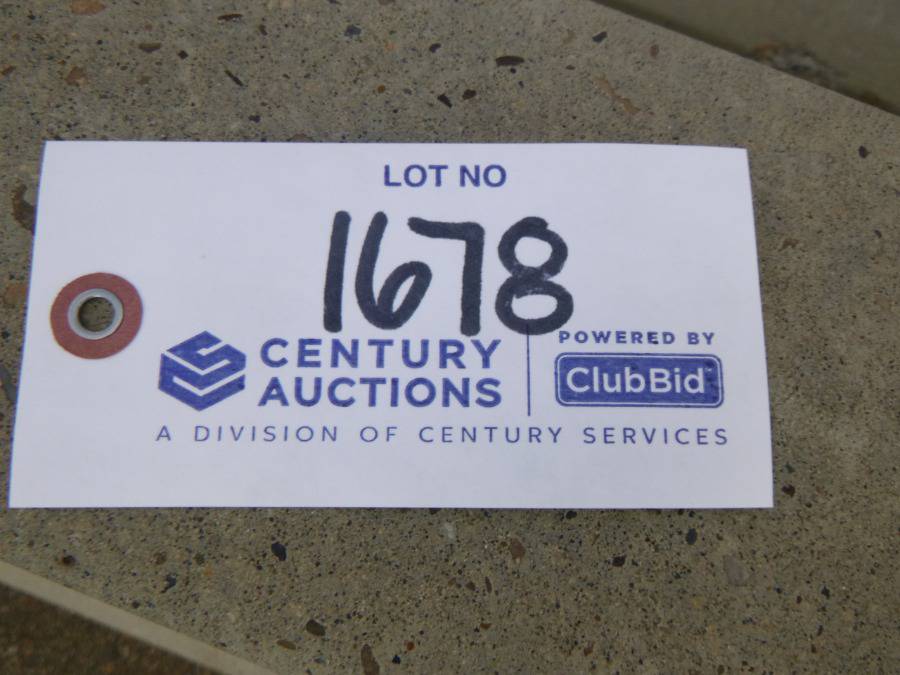 LOT NO
1678
CENTURY
AUCTIONS
POWERED BY
ClubBid
A DIVISION OF CENTURY SERVICES